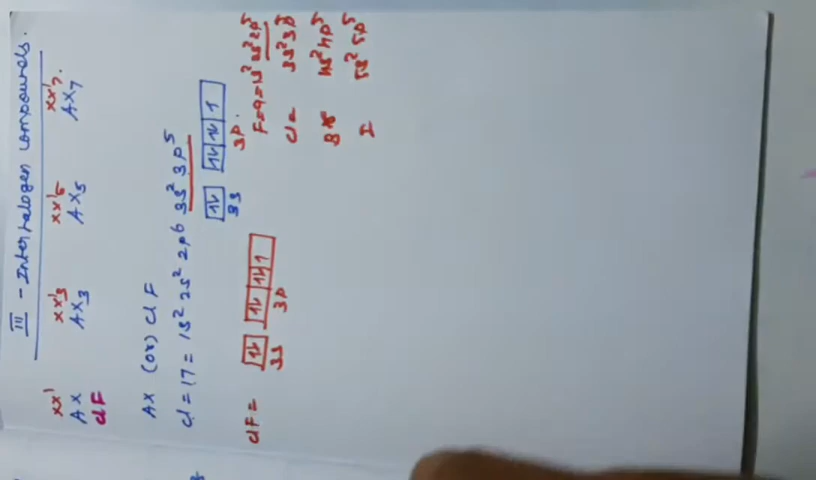 III - Interhalogen compounds.
xx' xx'3 xx'5 xx'7.
AX AX3 AX5 AX7
ClF
AX (or) ClF
Cl = 17 = 1s² 2s² 2p6 3s² 3p⁵
3s 3p.
ClF =
3s 3p
F = 9 = 1s² 2s² 2p⁵
Cl = 3s² 3p⁵
Br 4s² 4p⁵
I 5s² 5p⁵